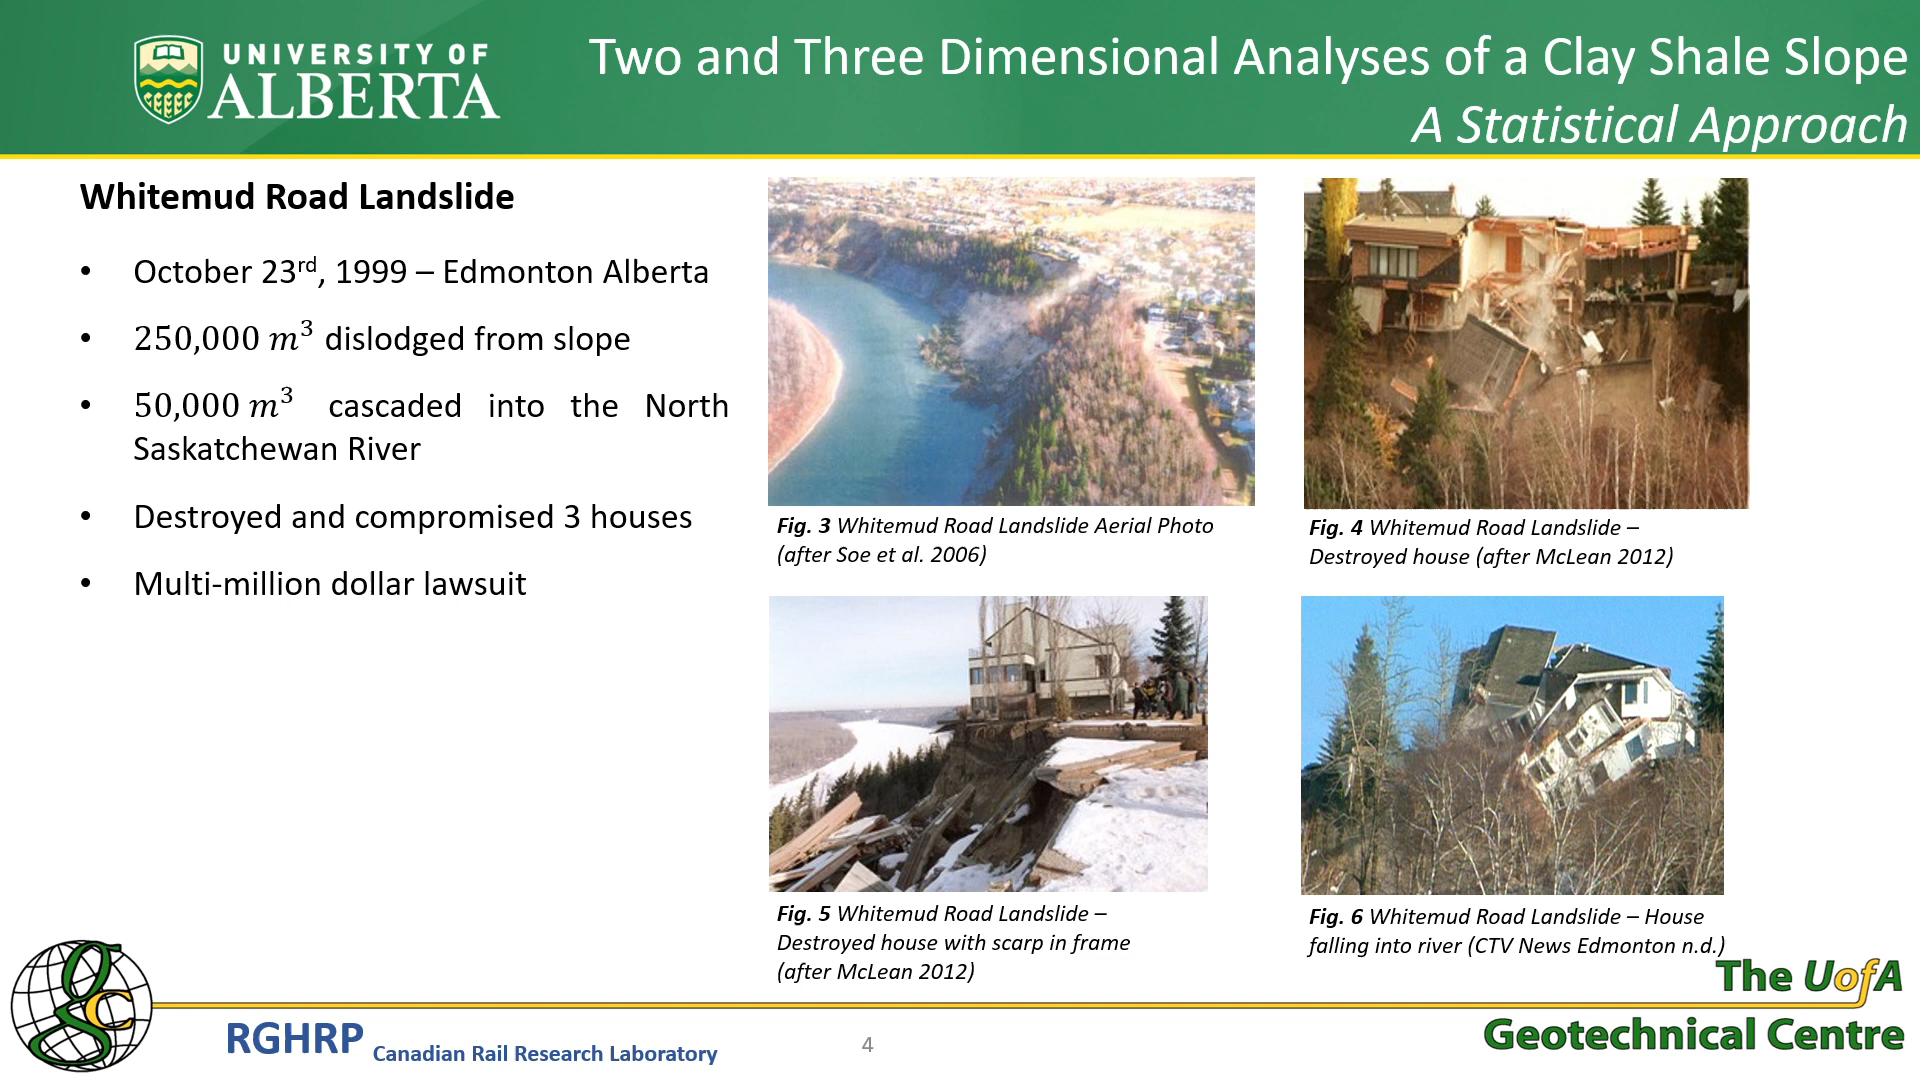 UNIVERSITY OF
ALBERTA
Two and Three Dimensional Analyses of a Clay Shale Slope
A Statistical Approach
Whitemud Road Landslide
• October 23rd, 1999 – Edmonton Alberta
• 250,000 m³ dislodged from slope
• 50,000 m³ cascaded into the North
Saskatchewan River
• Destroyed and compromised 3 houses
• Multi-million dollar lawsuit
Fig. 3 Whitemud Road Landslide Aerial Photo
(after Soe et al. 2006)
Fig. 4 Whitemud Road Landslide –
Destroyed house (after McLean 2012)
Fig. 5 Whitemud Road Landslide –
Destroyed house with scarp in frame
(after McLean 2012)
Fig. 6 Whitemud Road Landslide – House
falling into river (CTV News Edmonton n.d.)
gc
RGHRP Canadian Rail Research Laboratory
4
The UofA
Geotechnical Centre